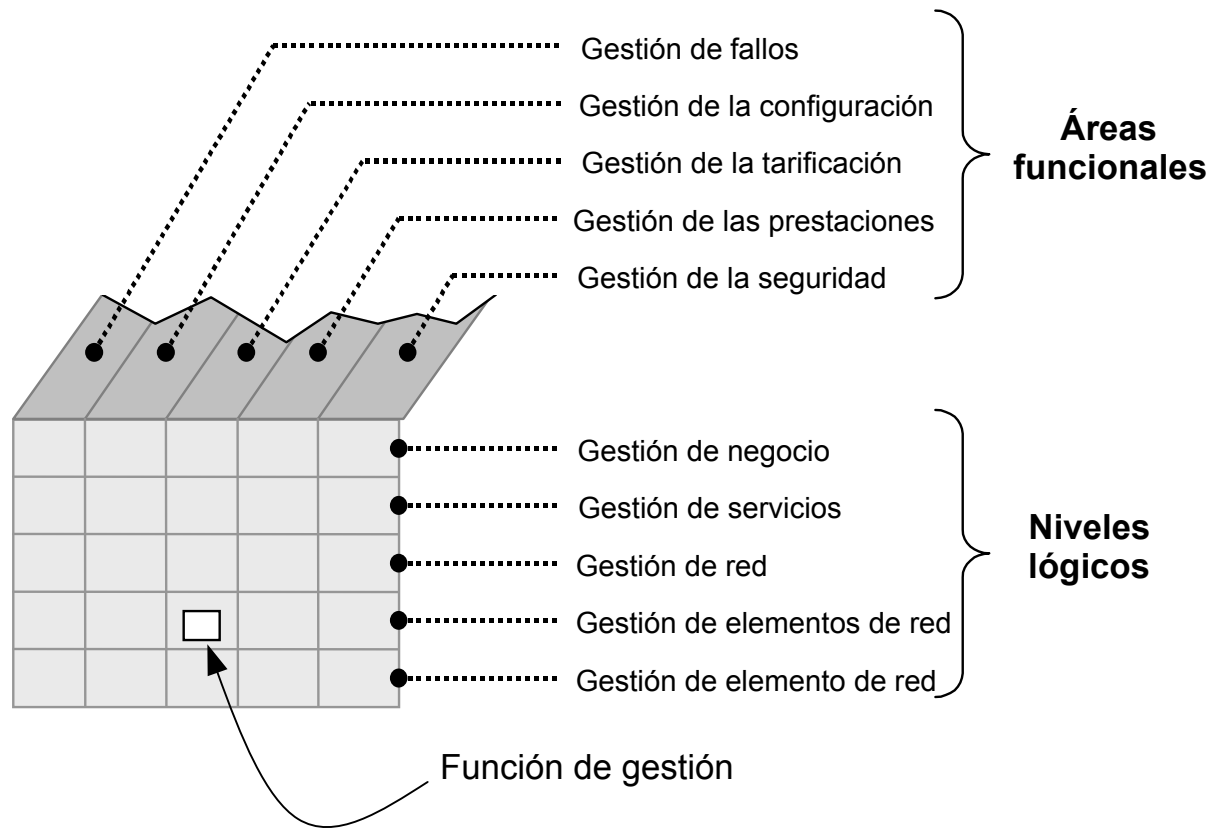 Gestión de fallos
Gestión de la configuración
Gestión de la tarificación
Gestión de las prestaciones
Gestión de la seguridad
Áreas
funcionales
Gestión de negocio
Gestión de servicios
Gestión de red
Gestión de elementos de red
Gestión de elemento de red
Niveles
lógicos
Función de gestión